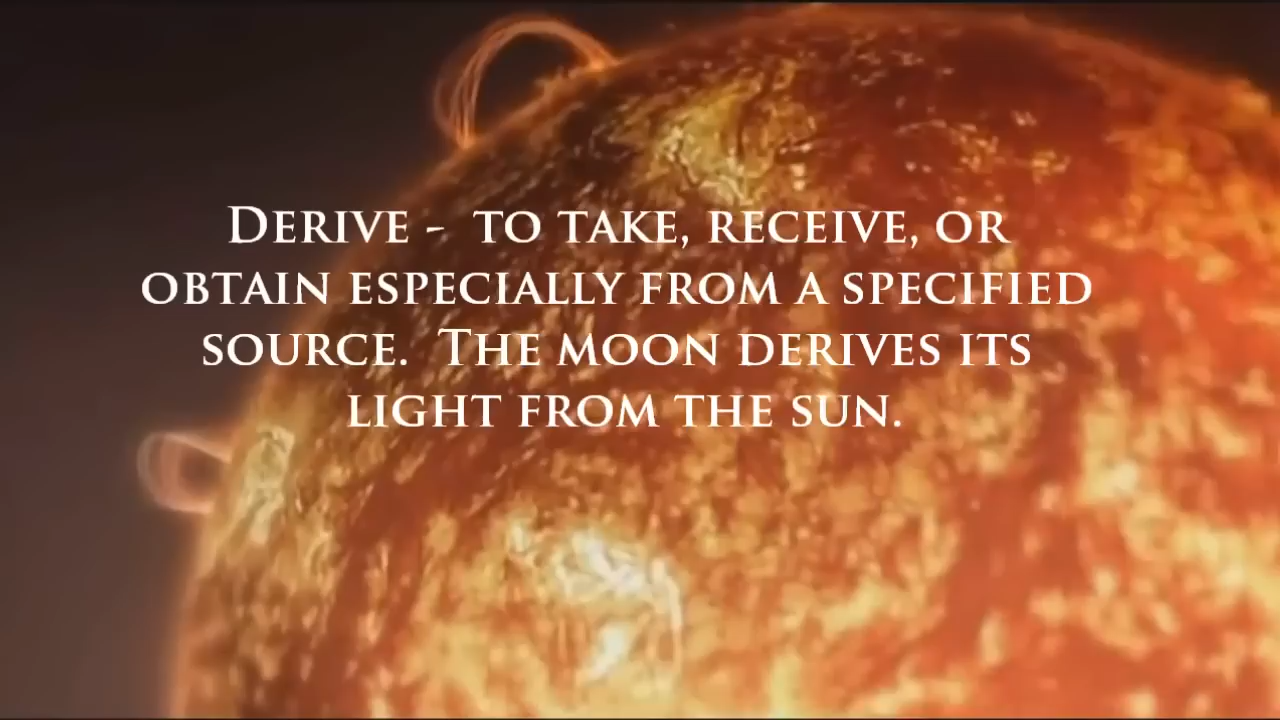 Derive - to take, receive, or
obtain especially from a specified
source. The moon derives its
light from the sun.